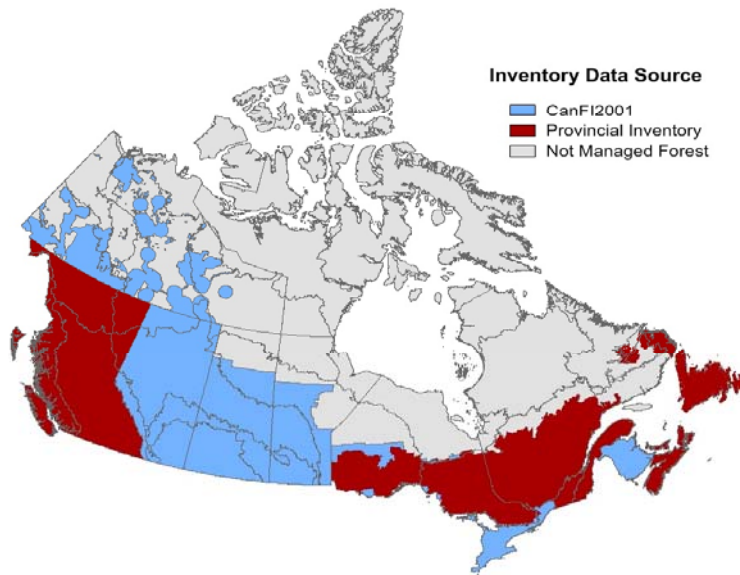 Inventory Data Source
CanFI2001
Provincial Inventory
Not Managed Forest